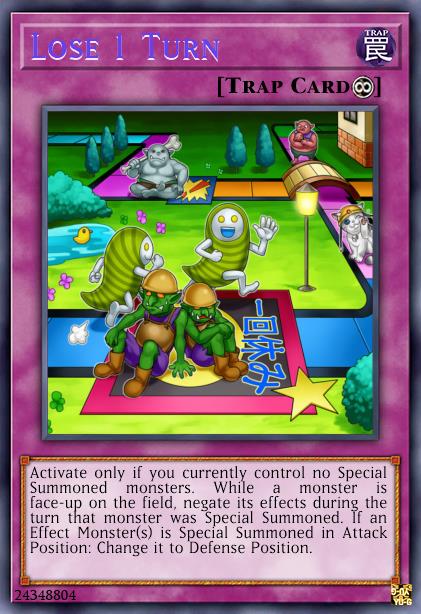 Lose 1 Turn
TRAP
罠
[Trap Card]
一回休み
Activate only if you currently control no Special
Summoned monsters. While a monster is
face-up on the field, negate its effects during the
turn that monster was Special Summoned. If an
Effect Monster(s) is Special Summoned in Attack
Position: Change it to Defense Position.
24348804